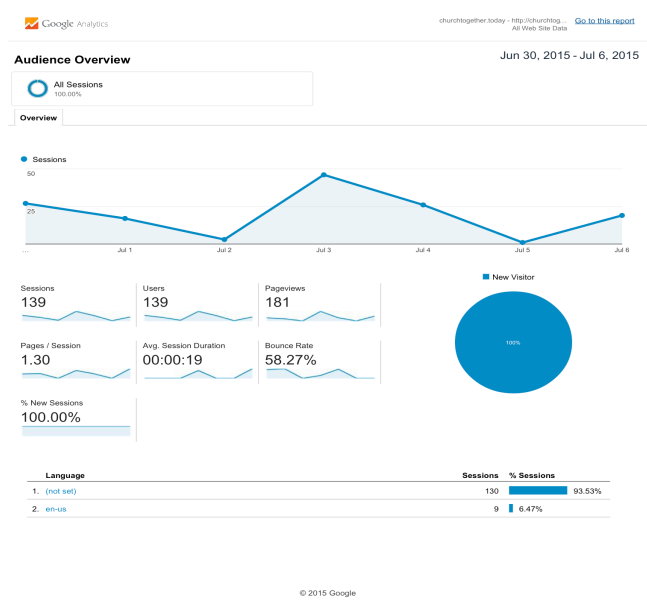 Google Analytics
churchtogether.today - http://churchtog...
All Web Site Data
Go to this report
Audience Overview
Jun 30, 2015 - Jul 6, 2015
All Sessions
100.00%
Overview
Sessions
50
25
... Jul 1 Jul 2 Jul 3 Jul 4 Jul 5 Jul 6
Sessions
139
Users
139
Pageviews
181
Pages / Session
1.30
Avg. Session Duration
00:00:19
Bounce Rate
58.27%
% New Sessions
100.00%
New Visitor
100%
Language Sessions % Sessions
1. (not set) 130 93.53%
2. en-us 9 6.47%
© 2015 Google